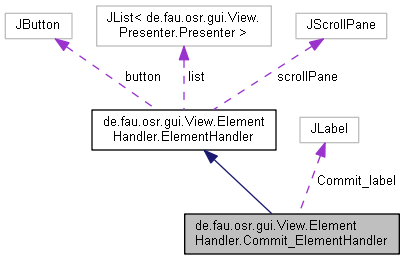 JButton
JList< de.fau.osr.gui.View.
Presenter.Presenter >
JScrollPane
button
list
scrollPane
de.fau.osr.gui.View.Element
Handler.ElementHandler
JLabel
Commit_label
de.fau.osr.gui.View.Element
Handler.Commit_ElementHandler